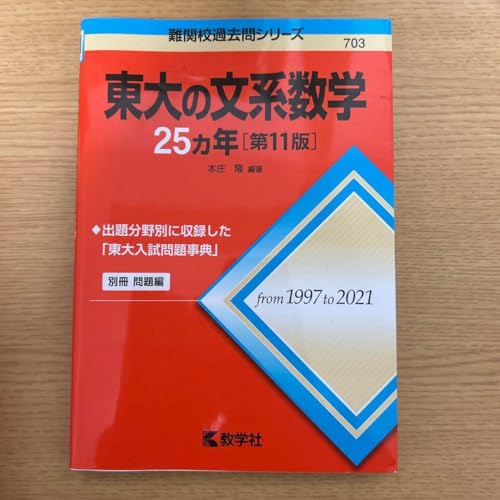 難関校過去問シリーズ
703
東大の文系数学
25カ年[第11版]
本庄 隆 編著
◆出題分野別に収録した
「東大入試問題事典」
別冊 問題編
from 1997 to 2021
教学社